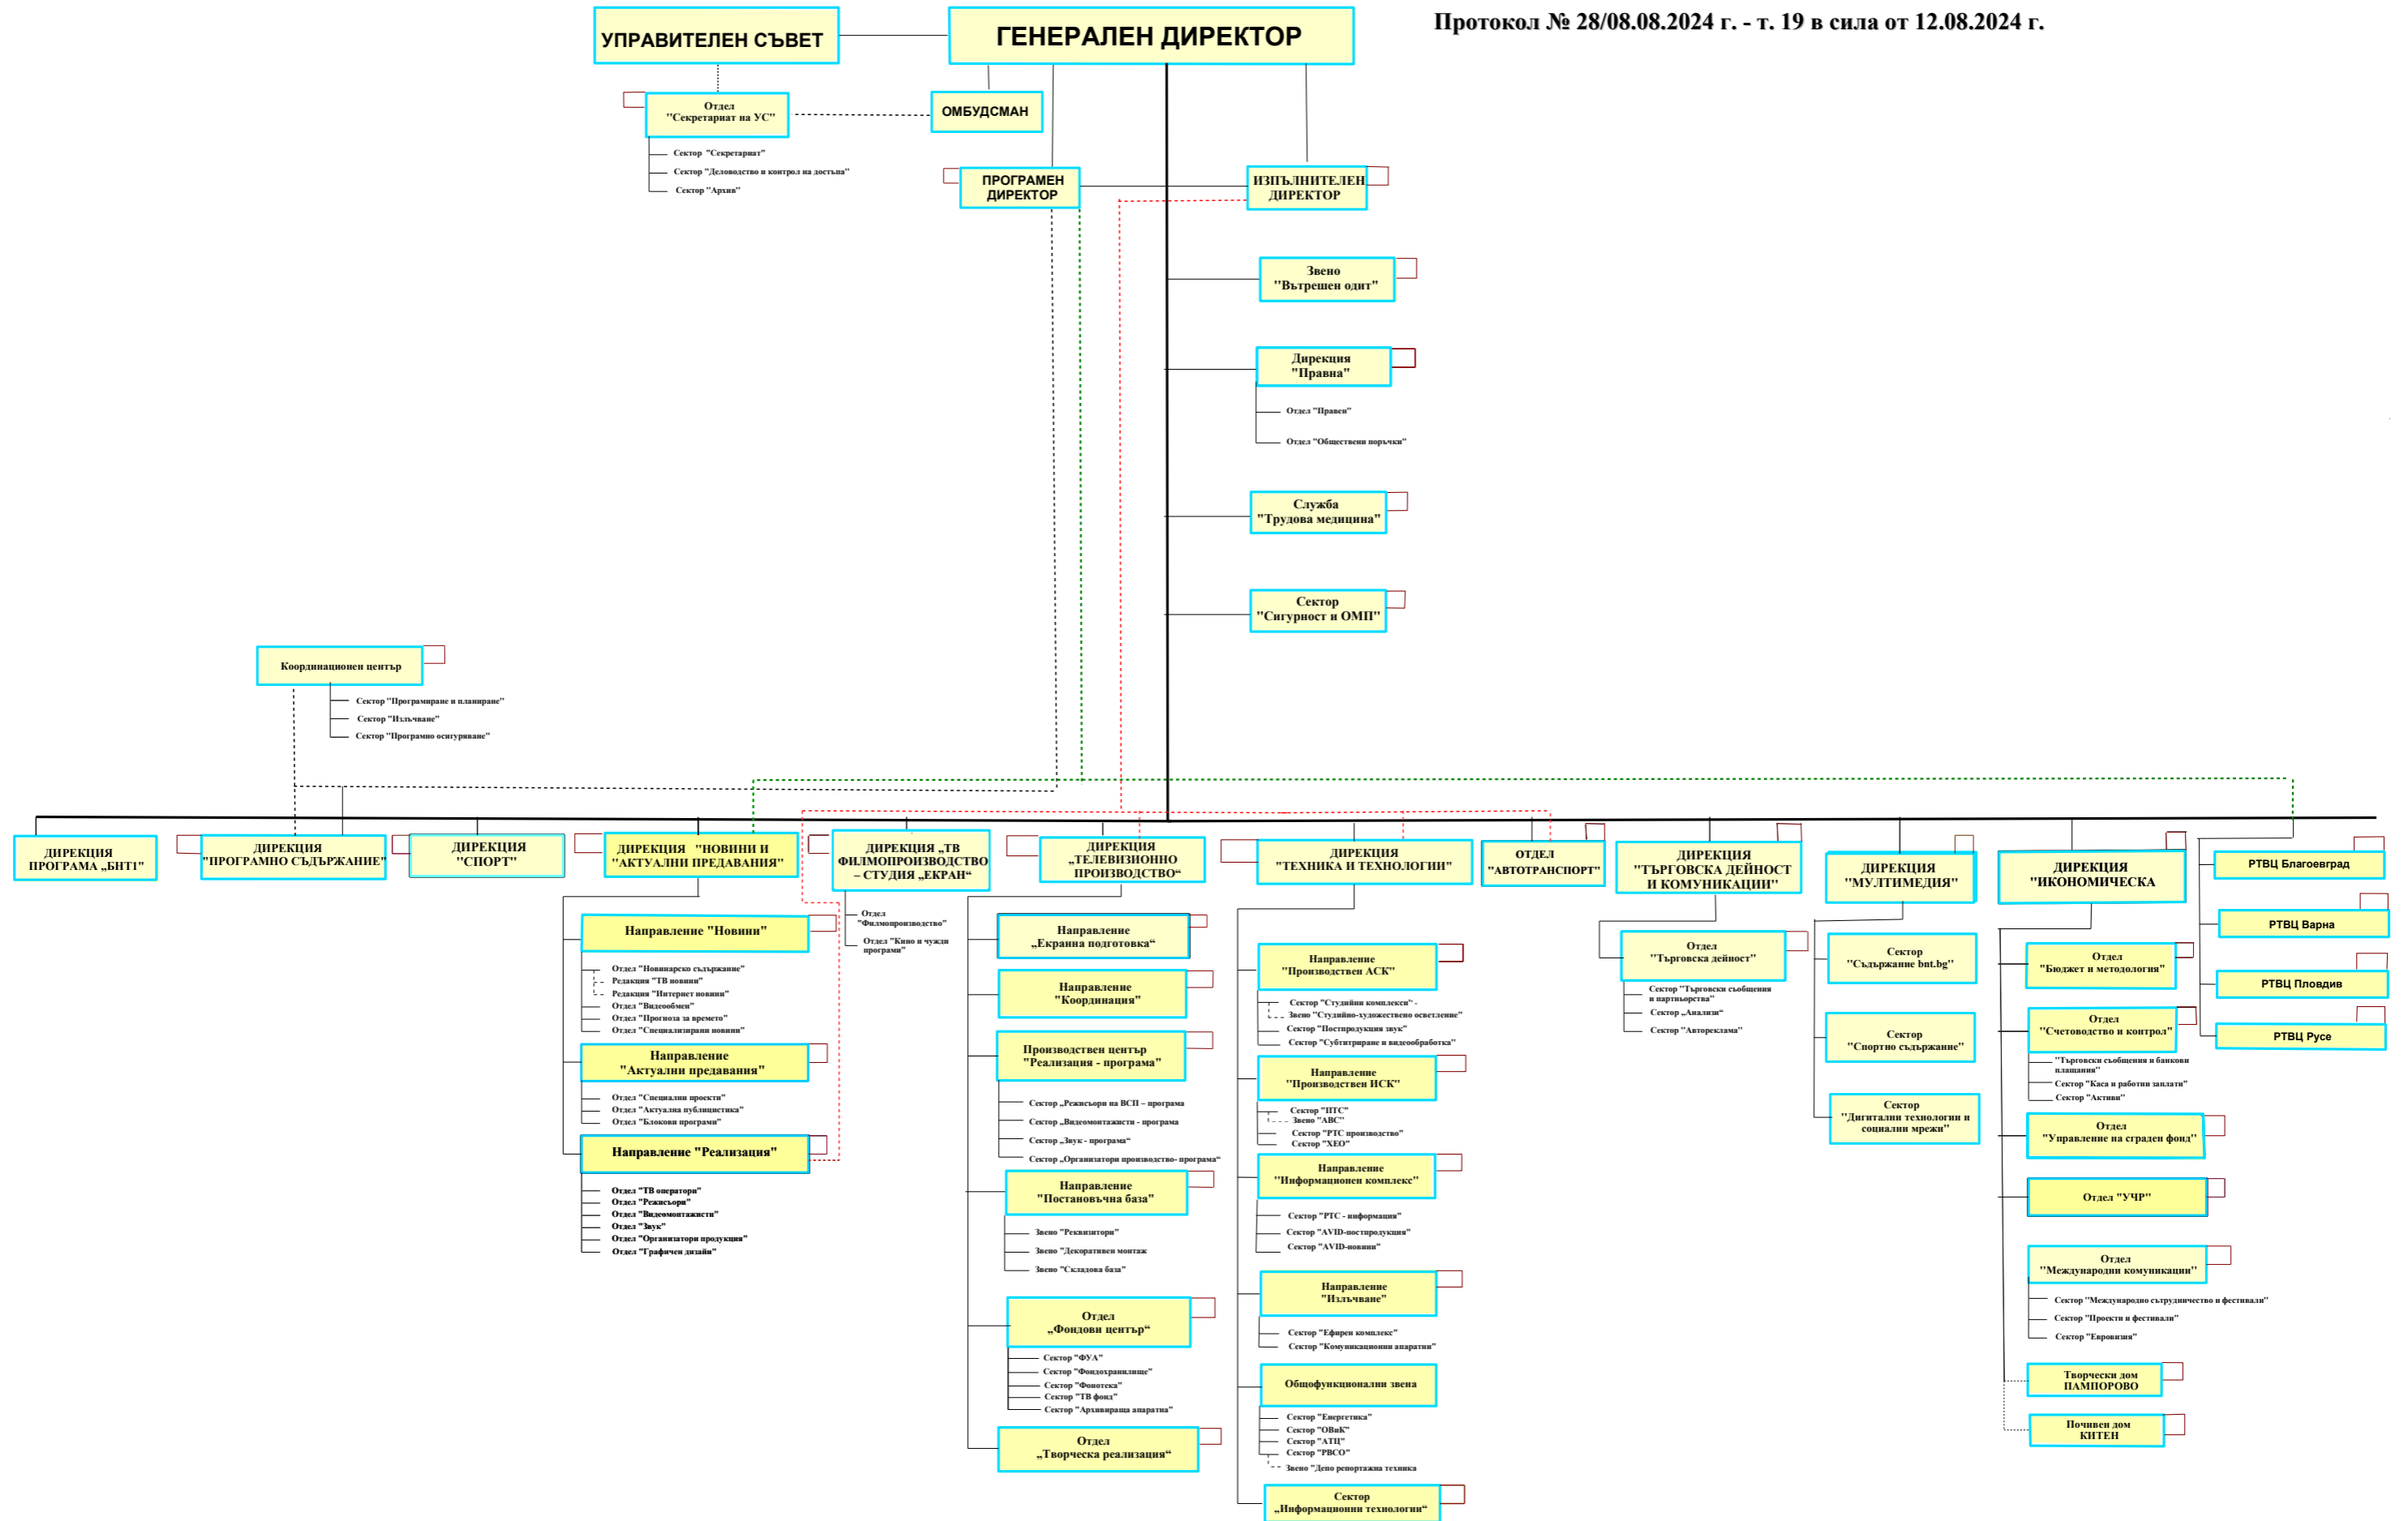 Протокол № 28/08.08.2024 г. - т. 19 в сила от 12.08.2024 г.
УПРАВИТЕЛЕН СЪВЕТ
ГЕНЕРАЛЕН ДИРЕКТОР
Отдел
"Секретариат на УС"
ОМБУДСМАН
Сектор "Секретариат"
Сектор "Деловодство и контрол на достъпа"
Сектор "Архив"
ПРОГРАМЕН
ДИРЕКТОР
ИЗПЪЛНИТЕЛЕН
ДИРЕКТОР
Звено
"Вътрешен одит"
Дирекция
"Правна"
Отдел "Правен"
Отдел "Обществени поръчки"
Служба
"Трудова медицина"
Сектор
"Сигурност и ОМП"
Координационен център
Сектор "Програмиране и планиране"
Сектор "Излъчване"
Сектор "Програмно осигуряване"
ДИРЕКЦИЯ
ПРОГРАМА „БНТ1"
ДИРЕКЦИЯ
"ПРОГРАМНО СЪДЪРЖАНИЕ"
ДИРЕКЦИЯ
"СПОРТ"
ДИРЕКЦИЯ "НОВИНИ И
"АКТУАЛНИ ПРЕДАВАНИЯ"
Направление "Новини"
Отдел "Новинарско съдържание"
Редакция "ТВ новини"
Редакция "Интернет новини"
Отдел "Видеообмен"
Отдел "Прогноза за времето"
Отдел "Специализирани новини"
Направление
"Актуални предавания"
Отдел "Специални проекти"
Отдел "Актуална публицистика"
Отдел "Блокови програми"
Направление "Реализация"
Отдел "ТВ оператори"
Отдел "Режисьори"
Отдел "Видеомонтажисти"
Отдел "Звук"
Отдел "Организатори продукция"
Отдел "Графичен дизайн"
ДИРЕКЦИЯ „ТВ
ФИЛМОПРОИЗВОДСТВО
– СТУДИЯ „ЕКРАН“
Отдел
"Филмопроизводство"
Отдел "Кино и чужди
програми"
ДИРЕКЦИЯ
„ТЕЛЕВИЗИОННО
ПРОИЗВОДСТВО“
Направление
„Екранна подготовка“
Направление
"Координация"
Производствен център
"Реализация - програма"
Сектор „Режисьори на ВСП – програма
Сектор „Видеомонтажисти - програма
Сектор „Звук - програма“
Сектор „Организатори производство- програма“
Направление
"Постановъчна база"
Звено "Реквизитори"
Звено "Декоративен монтаж
Звено "Складова база"
Отдел
„Фондови център“
Сектор "ФУА"
Сектор "Фондохранилище"
Сектор "Фонотека"
Сектор "ТВ фонд"
Сектор "Архивираща апаратна"
Отдел
„Творческа реализация“
ДИРЕКЦИЯ
"ТЕХНИКА И ТЕХНОЛОГИИ"
Направление
"Производствен АСК"
Сектор "Студийни комплекси" -
Звено "Студийно-художествено осветление"
Сектор "Постпродукция звук"
Сектор "Субтитриране и видеообработка"
Направление
"Производствен ИСК"
Сектор "ПТС"
Звено "АВС"
Сектор "РТС производство"
Сектор "ХЕО"
Направление
"Информационен комплекс"
Сектор "РТС - информация"
Сектор "AVID-постпродукция"
Сектор "AVID-новини"
Направление
"Излъчване"
Сектор "Ефирен комплекс"
Сектор "Комуникационни апаратни"
Общофункционални звена
Сектор "Енергетика"
Сектор "ОВиК"
Сектор "АТЦ"
Сектор "РВСО"
Звено "Депо репортажна техника
Сектор
„Информационни технологии“
ОТДЕЛ
"АВТОТРАНСПОРТ"
ДИРЕКЦИЯ
"ТЪРГОВСКА ДЕЙНОСТ
И КОМУНИКАЦИИ"
Отдел
"Търговска дейност"
Сектор "Търговски съобщения
и партньорства"
Сектор „Анализи“
Сектор "Автореклама"
ДИРЕКЦИЯ
"МУЛТИМЕДИЯ"
Сектор
"Съдържание bnt.bg"
Сектор
"Спортно съдържание"
Сектор
"Дигитални технологии и
социални мрежи"
ДИРЕКЦИЯ
"ИКОНОМИЧЕСКА
Отдел
"Бюджет и методология"
Отдел
"Счетоводство и контрол"
"Търговски съобщения и банкови
плащания"
Сектор "Каса и работни заплати"
Сектор "Активи"
Отдел
"Управление на сграден фонд"
Отдел "УЧР"
Отдел
"Международни комуникации"
Сектор "Международно сътрудничество и фестивали"
Сектор "Проекти и фестивали"
Сектор "Евровизия"
Творчески дом
ПАМПОРОВО
Почивен дом
КИТЕН
РТВЦ Благоевград
РТВЦ Варна
РТВЦ Пловдив
РТВЦ Русе